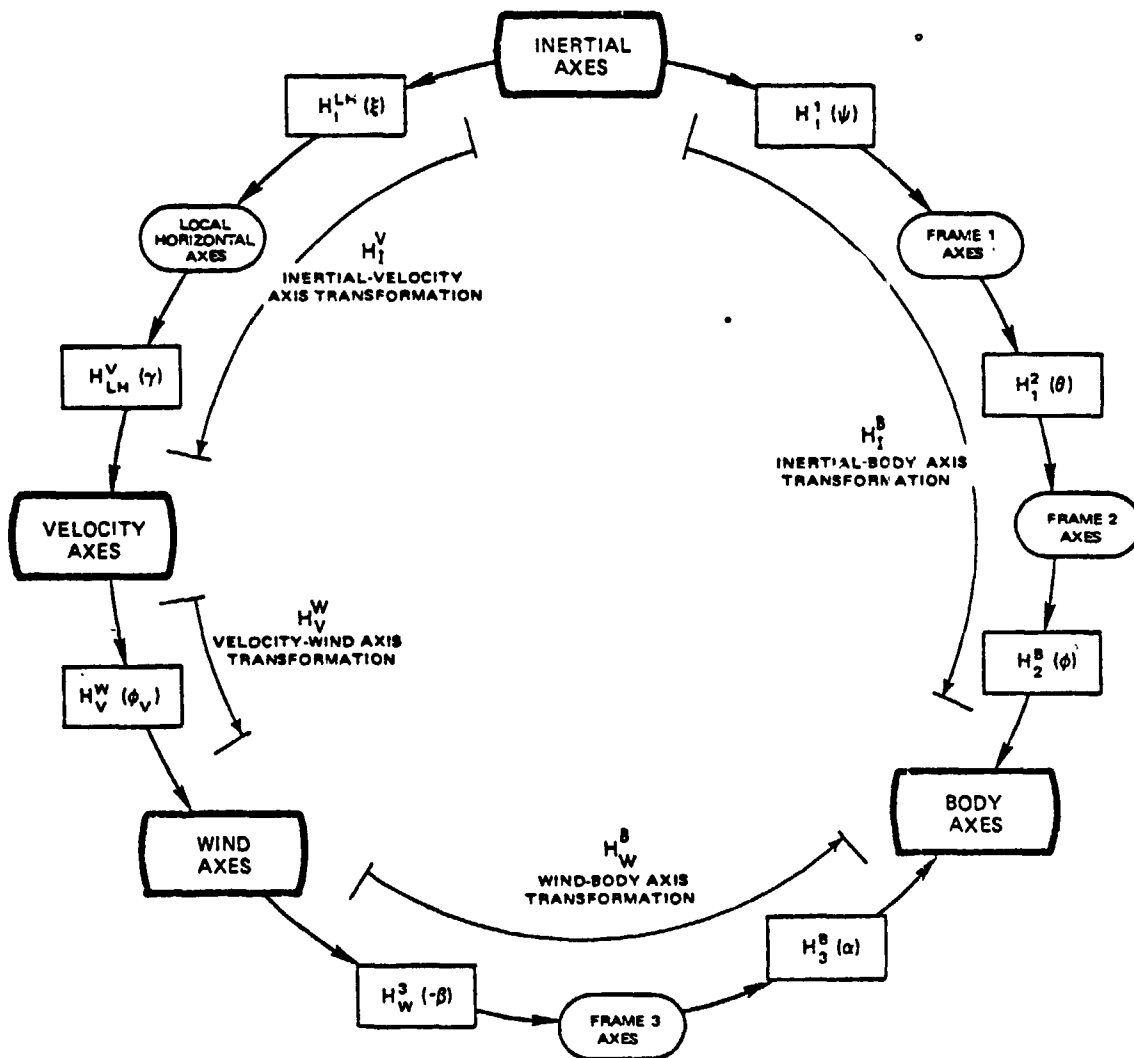 INERTIAL
AXES
H_I^LH (ξ)
H_1^1 (ψ)
LOCAL
HORIZONTAL
AXES
FRAME 1
AXES
H_I^V
INERTIAL-VELOCITY
AXIS TRANSFORMATION
H_LH^V (γ)
H_1^2 (θ)
H_I^B
INERTIAL-BODY AXIS
TRANSFORMATION
VELOCITY
AXES
FRAME 2
AXES
H_V^W
VELOCITY-WIND AXIS
TRANSFORMATION
H_V^W (ϕ_V)
H_2^B (ϕ)
WIND
AXES
BODY
AXES
H_W^B
WIND-BODY AXIS
TRANSFORMATION
H_3^B (α)
H_W^3 (-β)
FRAME 3
AXES